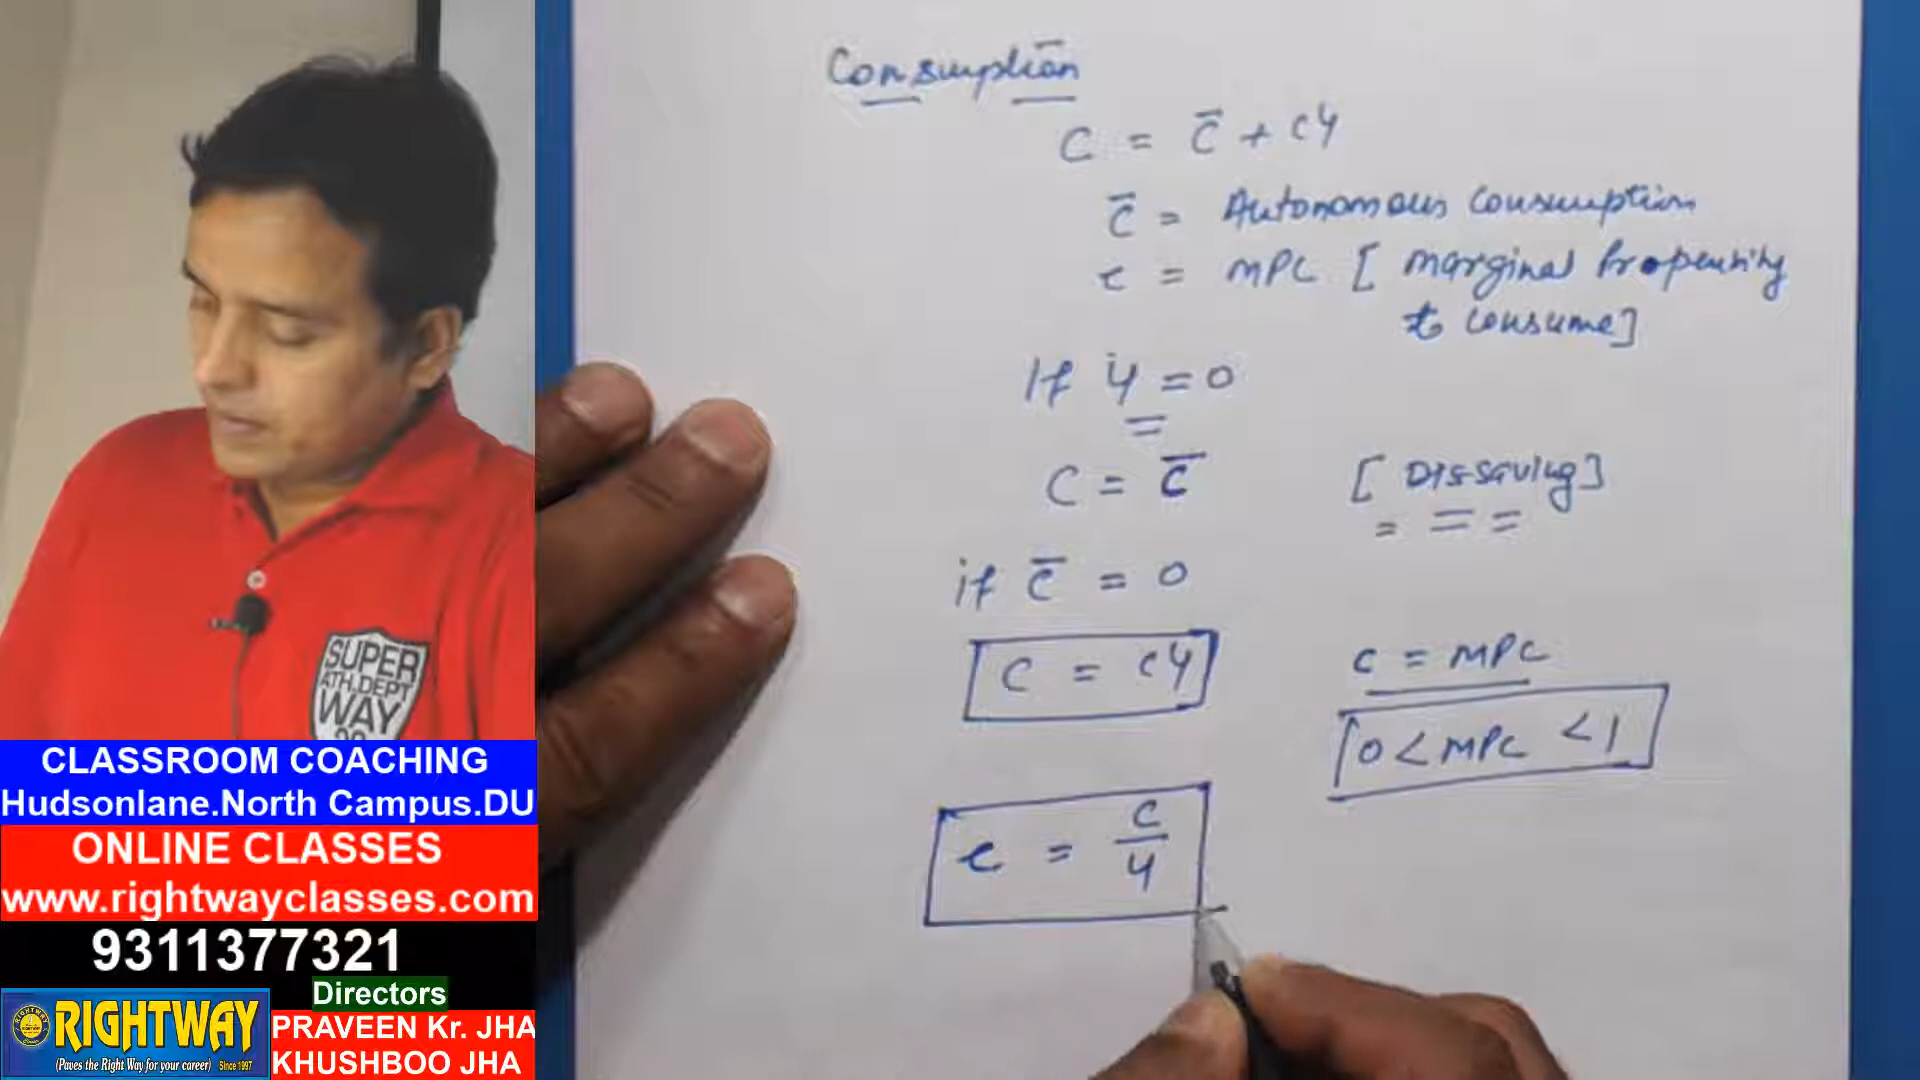 Consumption
C = C̄ + cY
C̄ = Autonomous consumption
c = MPC [ marginal Propensity
to consume]
If Y = 0
C = C̄
[ Dis-saving]
if C̄ = 0
C = cY
c = MPC
0 < MPC < 1
c = C/Y
SUPER
ATH.DEPT
WAY
CLASSROOM COACHING
Hudsonlane.North Campus.DU
ONLINE CLASSES
www.rightwayclasses.com
9311377321
Directors
RIGHTWAY
(Paves the Right Way for your career) Since 1997
PRAVEEN Kr. JHA
KHUSHBOO JHA